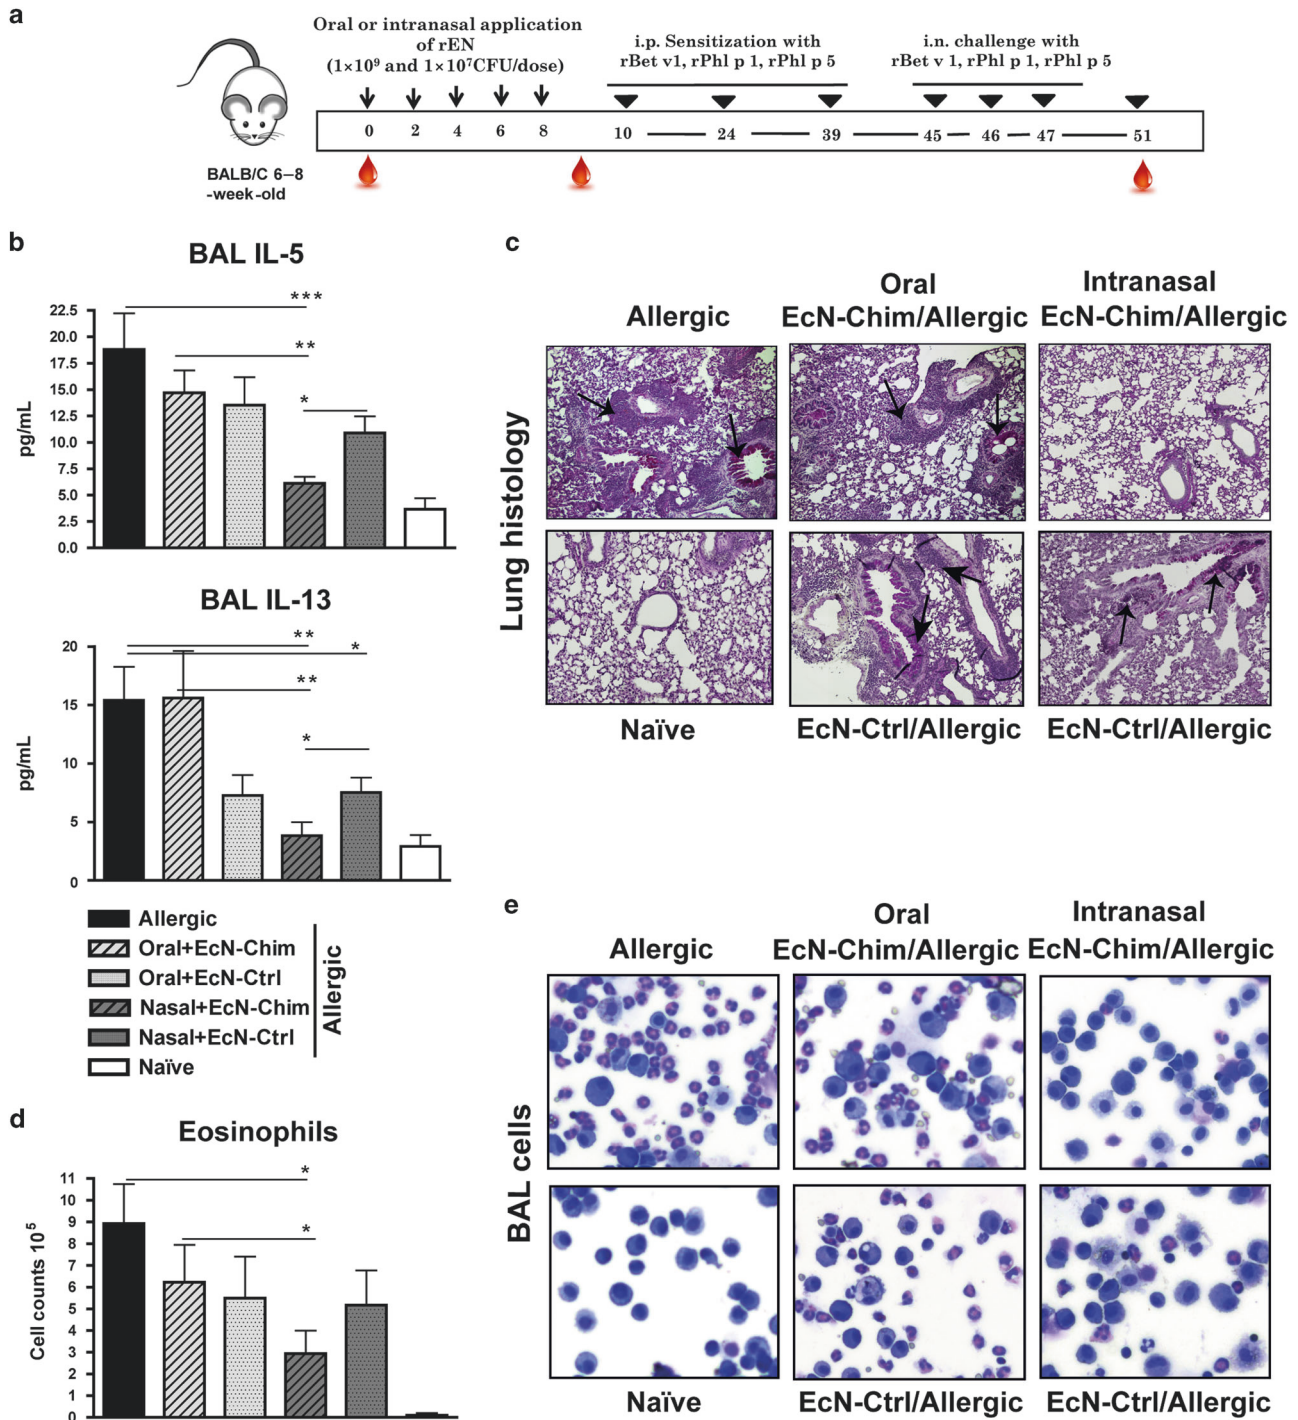 a
Oral or intranasal application
of rEN
(1×10⁹ and 1×10⁷CFU/dose)
i.p. Sensitization with
rBet v1, rPhl p 1, rPhl p 5
i.n. challenge with
rBet v 1, rPhl p 1, rPhl p 5
0 2 4 6 8 10 24 39 45 46 47 51
BALB/C 6–8
-week-old
b
BAL IL-5
***
**
*
22.5
20.0
17.5
15.0
12.5
10.0
7.5
5.0
2.5
0.0
pg/mL
BAL IL-13
**
*
**
*
20
15
10
5
0
pg/mL
Allergic
Oral+EcN-Chim
Oral+EcN-Ctrl
Nasal+EcN-Chim
Nasal+EcN-Ctrl
Naïve
Allergic
c
Lung histology
Allergic
Oral
EcN-Chim/Allergic
Intranasal
EcN-Chim/Allergic
Naïve
EcN-Ctrl/Allergic
EcN-Ctrl/Allergic
d
Eosinophils
*
*
11
10
9
8
7
6
5
4
3
2
1
0
Cell counts 10⁵
e
BAL cells
Allergic
Oral
EcN-Chim/Allergic
Intranasal
EcN-Chim/Allergic
Naïve
EcN-Ctrl/Allergic
EcN-Ctrl/Allergic